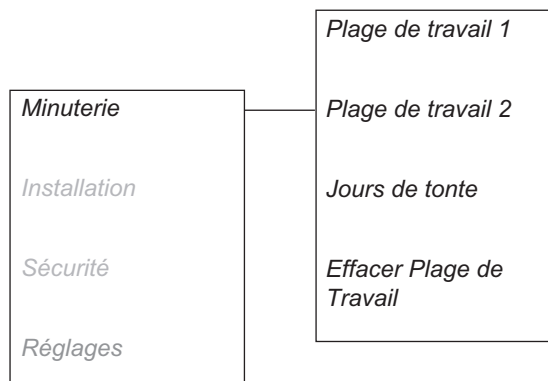 Minuterie
Installation
Sécurité
Réglages
Plage de travail 1
Plage de travail 2
Jours de tonte
Effacer Plage de
Travail